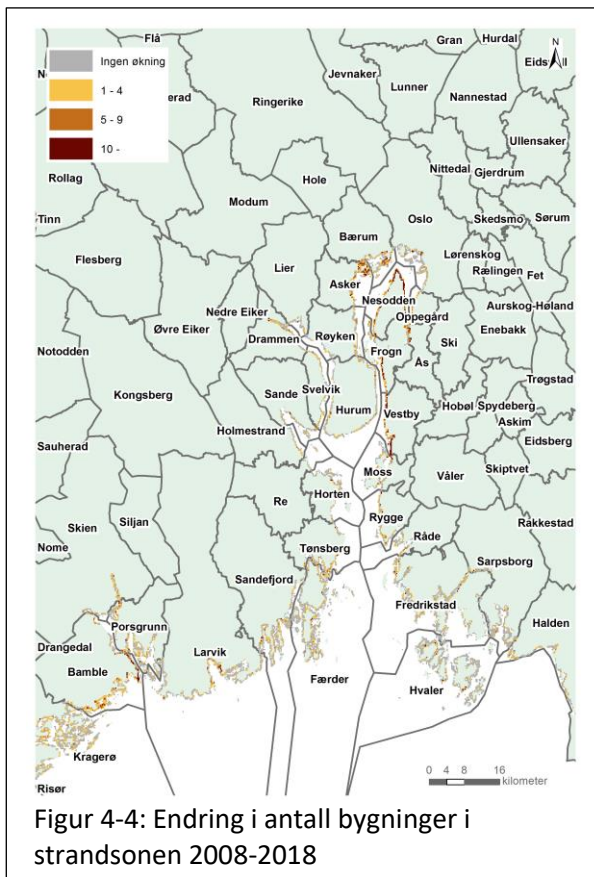 Flå
Gran
Hurdal
N
Ingen økning
1 - 4
5 - 9
10 -
Jevnaker
Lunner
Ringerike
Nannestad
Ullensaker
Rollag
Hole
Nittedal
Gjerdrum
Modum
Tinn
Oslo
Skedsmo
Sørum
Bærum
Flesberg
Lier
Lørenskog
Rælingen
Fet
Asker
Nesodden
Nedre Eiker
Oppegård
Aurskog-Høland
Øvre Eiker
Drammen
Røyken
Enebakk
Notodden
Frogn
Ski
Ås
Trøgstad
Sande
Svelvik
Kongsberg
Hurum
Vestby
Hobøl
Spydeberg
Askim
Holmestrand
Eidsberg
Sauherad
Moss
Våler
Skiptvet
Re
Horten
Skien
Siljan
Rygge
Rakkestad
Nome
Tønsberg
Råde
Sandefjord
Sarpsborg
Porsgrunn
Fredrikstad
Halden
Drangedal
Larvik
Bamble
Færder
Hvaler
Kragerø
0 4 8 16
kilometer
Risør
Figur 4-4: Endring i antall bygninger i
strandsonen 2008-2018